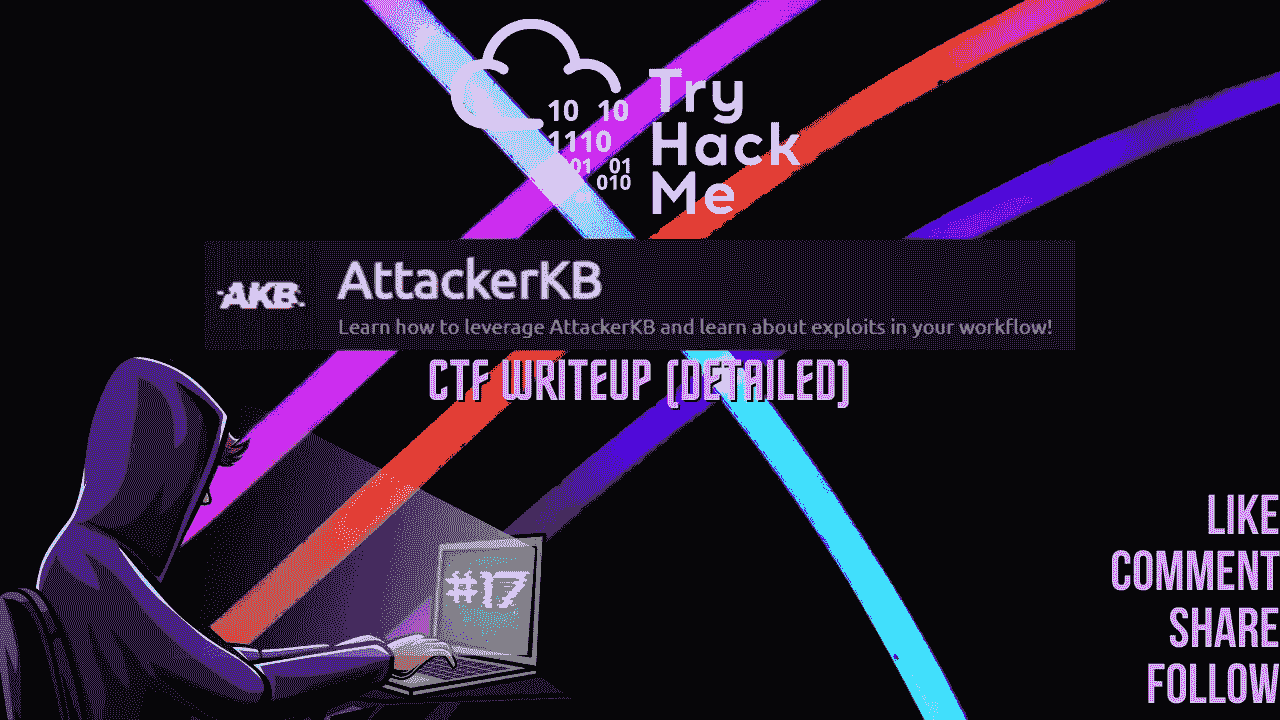 10 10
1110
01 01
010
Try
Hack
Me
AKB
AttackerKB
Learn how to leverage AttackerKB and learn about exploits in your workflow!
CTF WRITEUP (DETAILED)
#17
LIKE
COMMENT
SHARE
FOLLOW